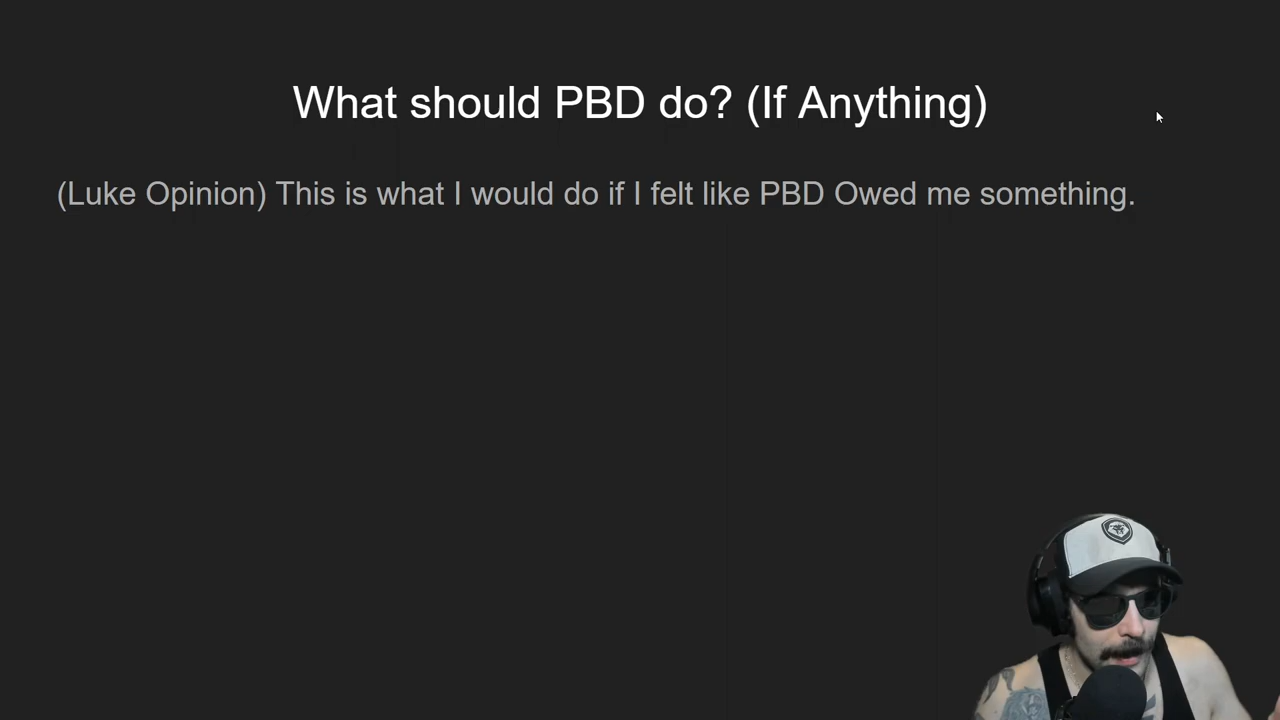 What should PBD do? (If Anything)
(Luke Opinion) This is what I would do if I felt like PBD Owed me something.